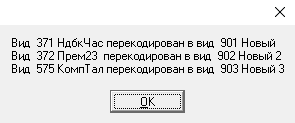 Вид  371 НдбкЧас перекодирован в вид  901 Новый
Вид  372 Прем23  перекодирован в вид  902 Новый 2
Вид  575 КомпТал перекодирован в вид  903 Новый 3
OK